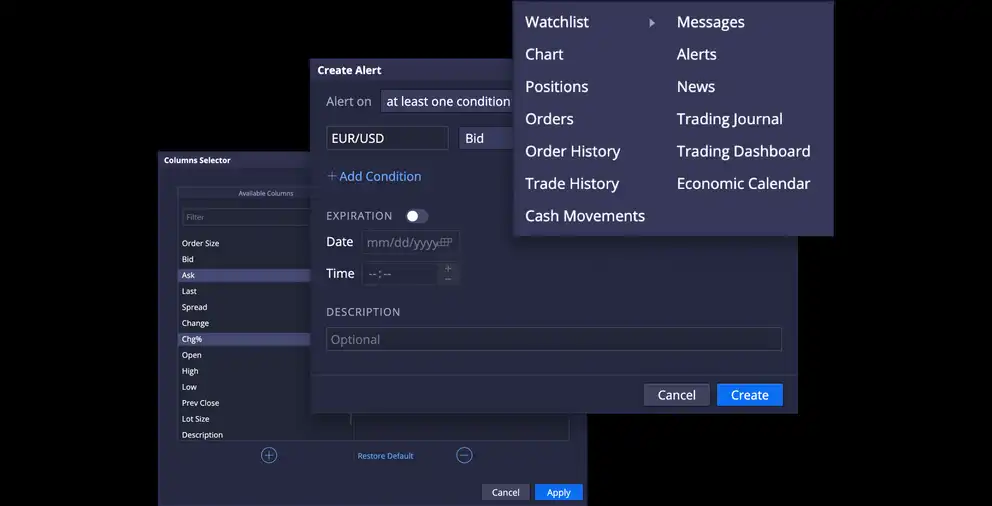 Watchlist
Messages
Chart
Alerts
Positions
News
Orders
Trading Journal
Order History
Trading Dashboard
Trade History
Economic Calendar
Cash Movements
Create Alert
Alert on
at least one condition
EUR/USD
Bid
+ Add Condition
EXPIRATION
Date
mm/dd/yyyy
Time
--:--
DESCRIPTION
Optional
Cancel
Create
Columns Selector
Available Columns
Filter
Order Size
Bid
Ask
Last
Spread
Change
Chg%
Open
High
Low
Prev Close
Lot Size
Description
Restore Default
Cancel
Apply